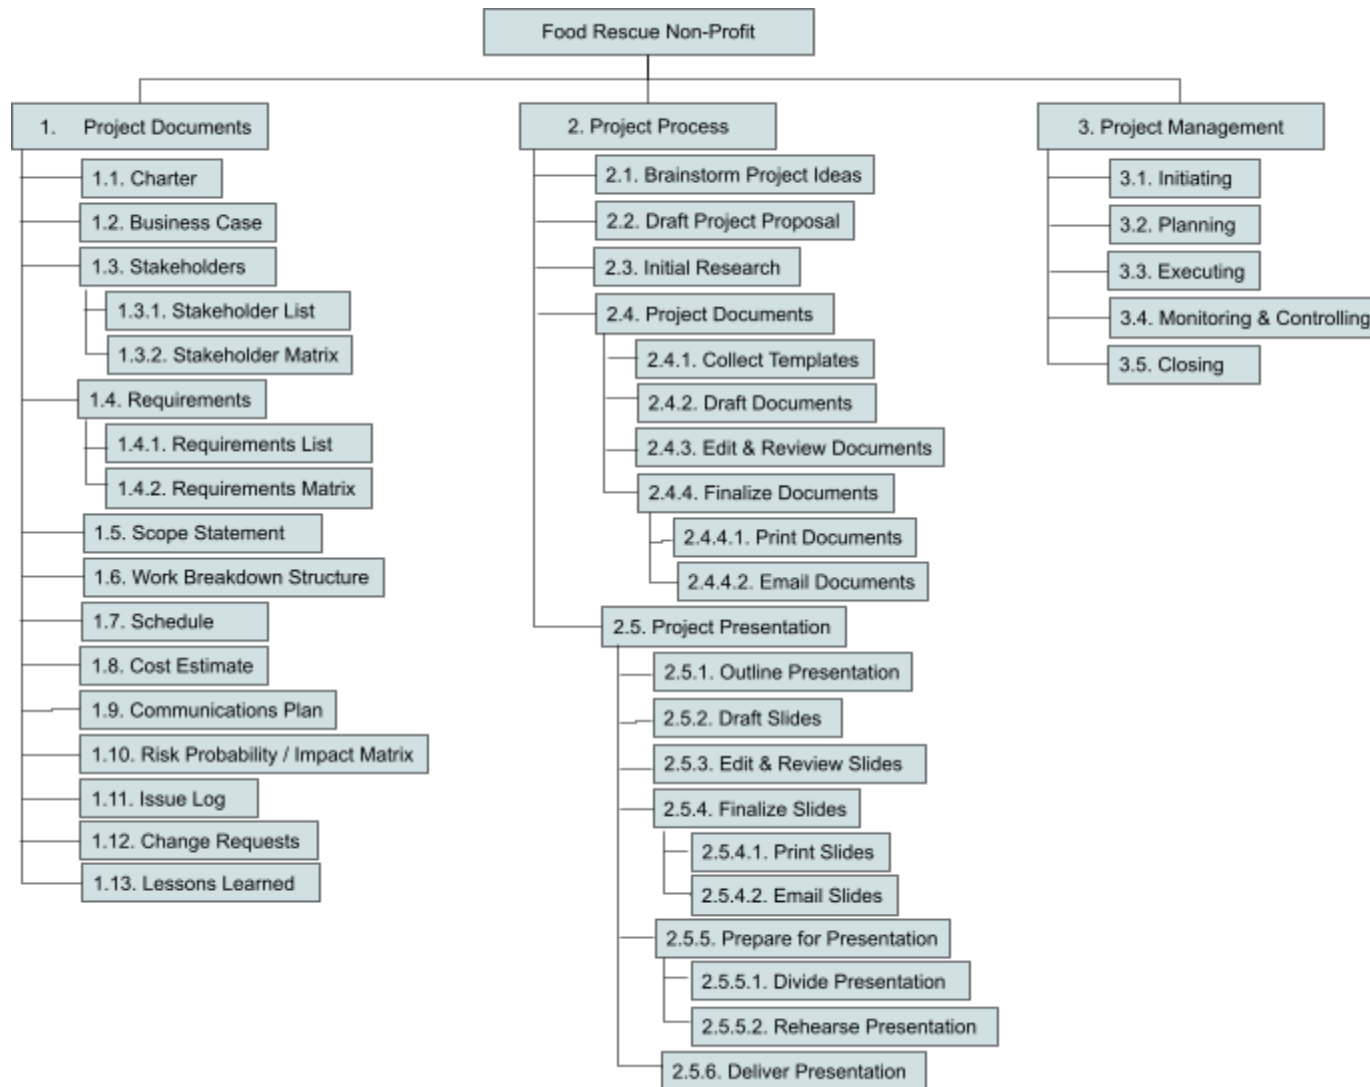 Food Rescue Non-Profit
1. Project Documents
1.1. Charter
1.2. Business Case
1.3. Stakeholders
1.3.1. Stakeholder List
1.3.2. Stakeholder Matrix
1.4. Requirements
1.4.1. Requirements List
1.4.2. Requirements Matrix
1.5. Scope Statement
1.6. Work Breakdown Structure
1.7. Schedule
1.8. Cost Estimate
1.9. Communications Plan
1.10. Risk Probability / Impact Matrix
1.11. Issue Log
1.12. Change Requests
1.13. Lessons Learned
2. Project Process
2.1. Brainstorm Project Ideas
2.2. Draft Project Proposal
2.3. Initial Research
2.4. Project Documents
2.4.1. Collect Templates
2.4.2. Draft Documents
2.4.3. Edit & Review Documents
2.4.4. Finalize Documents
2.4.4.1. Print Documents
2.4.4.2. Email Documents
2.5. Project Presentation
2.5.1. Outline Presentation
2.5.2. Draft Slides
2.5.3. Edit & Review Slides
2.5.4. Finalize Slides
2.5.4.1. Print Slides
2.5.4.2. Email Slides
2.5.5. Prepare for Presentation
2.5.5.1. Divide Presentation
2.5.5.2. Rehearse Presentation
2.5.6. Deliver Presentation
3. Project Management
3.1. Initiating
3.2. Planning
3.3. Executing
3.4. Monitoring & Controlling
3.5. Closing